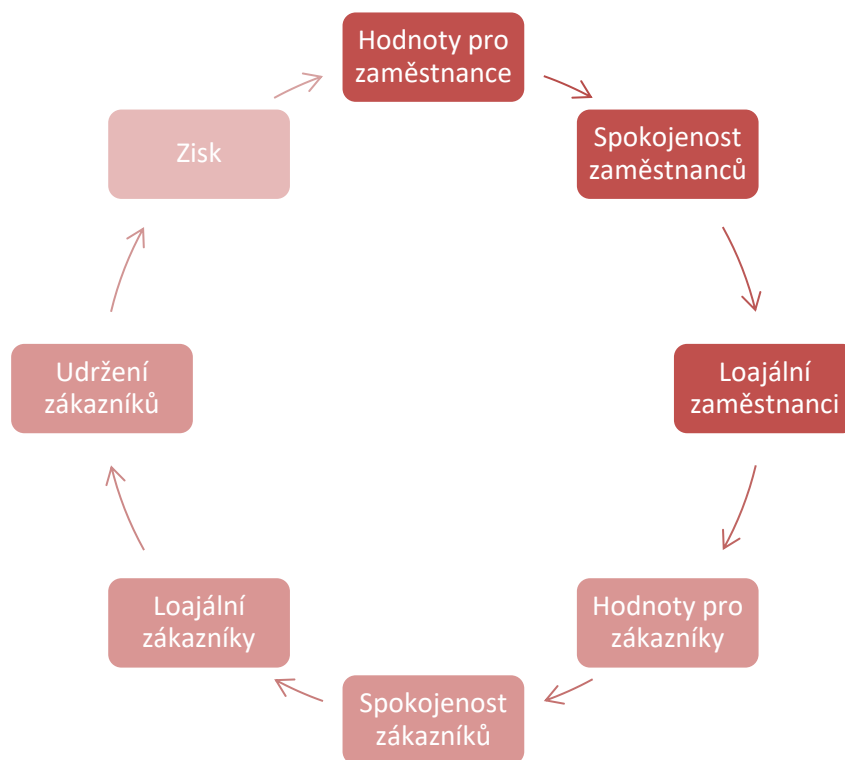 Hodnoty pro
zaměstnance
Spokojenost
zaměstnanců
Loajální
zaměstnanci
Hodnoty pro
zákazníky
Spokojenost
zákazníků
Loajální
zákazníky
Udržení
zákazníků
Zisk